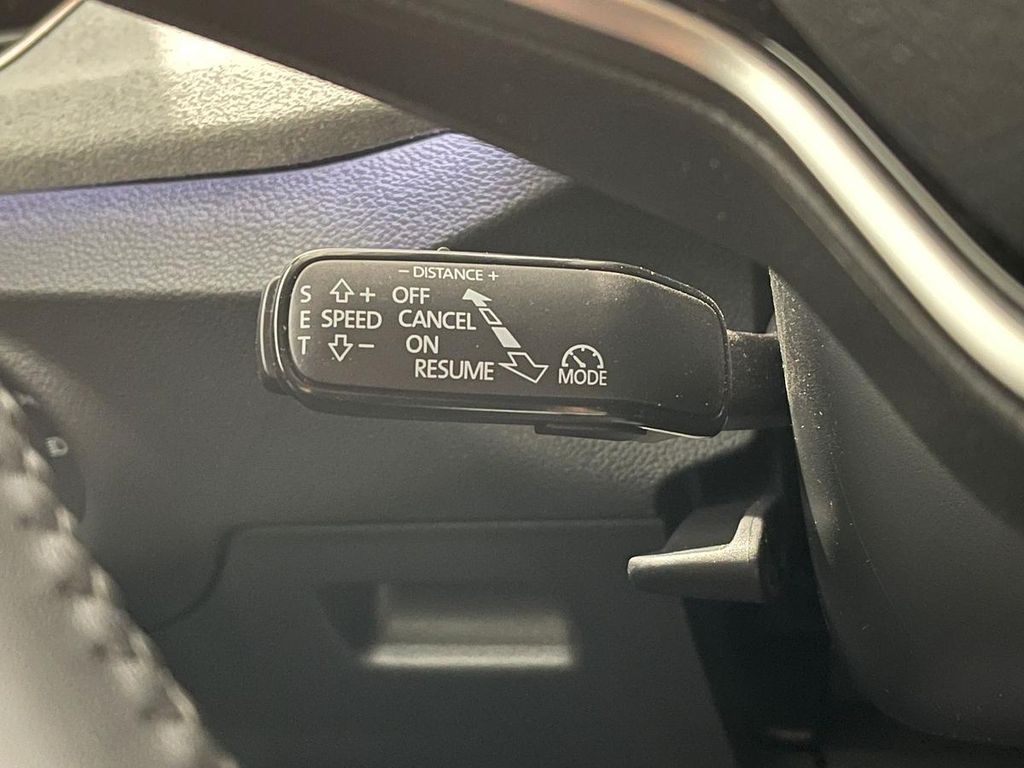 − DISTANCE +
S + OFF
E SPEED CANCEL
T − ON
RESUME
MODE